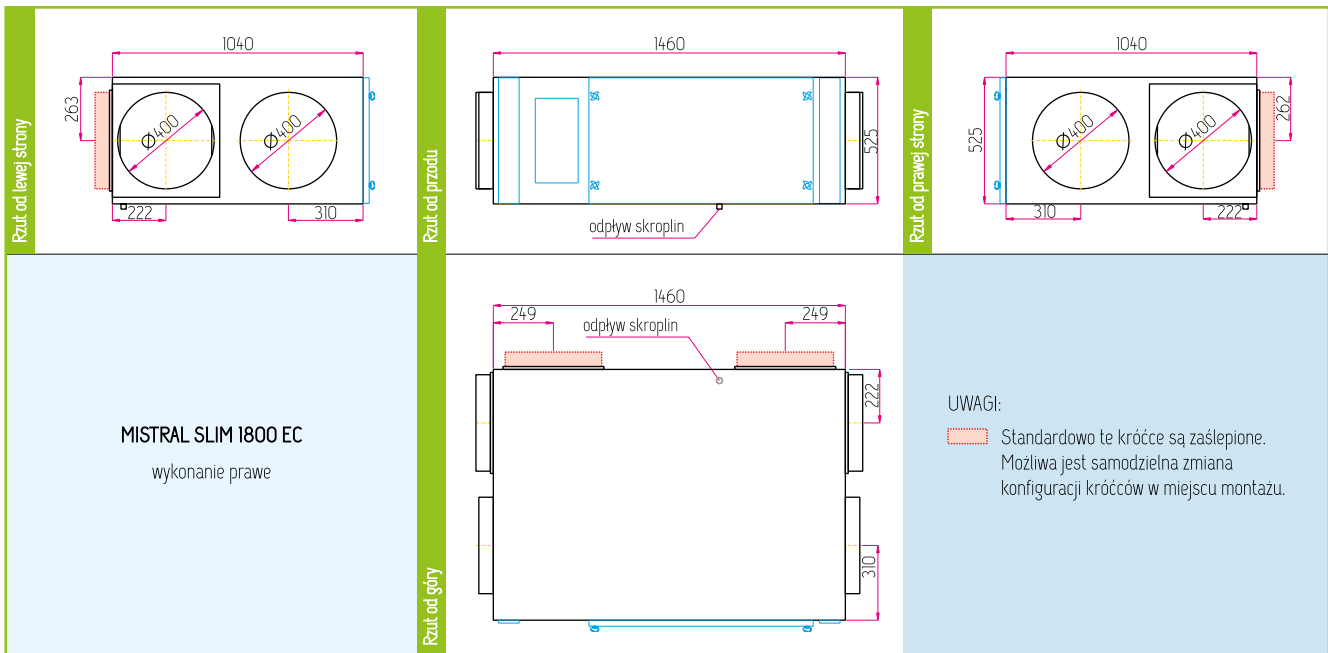 Rzut od lewej strony
1040
263
Ø400
Ø400
222
310
Rzut od przodu
1460
525
odpływ skroplin
Rzut od prawej strony
1040
525
262
Ø400
Ø400
310
222
MISTRAL SLIM 1800 EC
wykonanie prawe
Rzut od góry
1460
249
249
odpływ skroplin
222
310
UWAGI:
Standardowo te króćce są zaślepione.
Możliwa jest samodzielna zmiana
konfiguracji króćców w miejscu montażu.